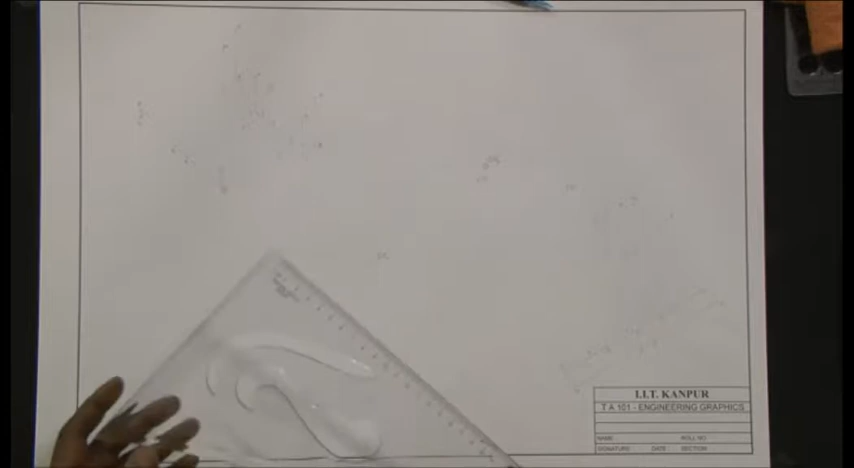 I.I.T. KANPUR
T A 101 - ENGINEERING GRAPHICS
NAME ROLL NO
SIGNATURE DATE SECTION